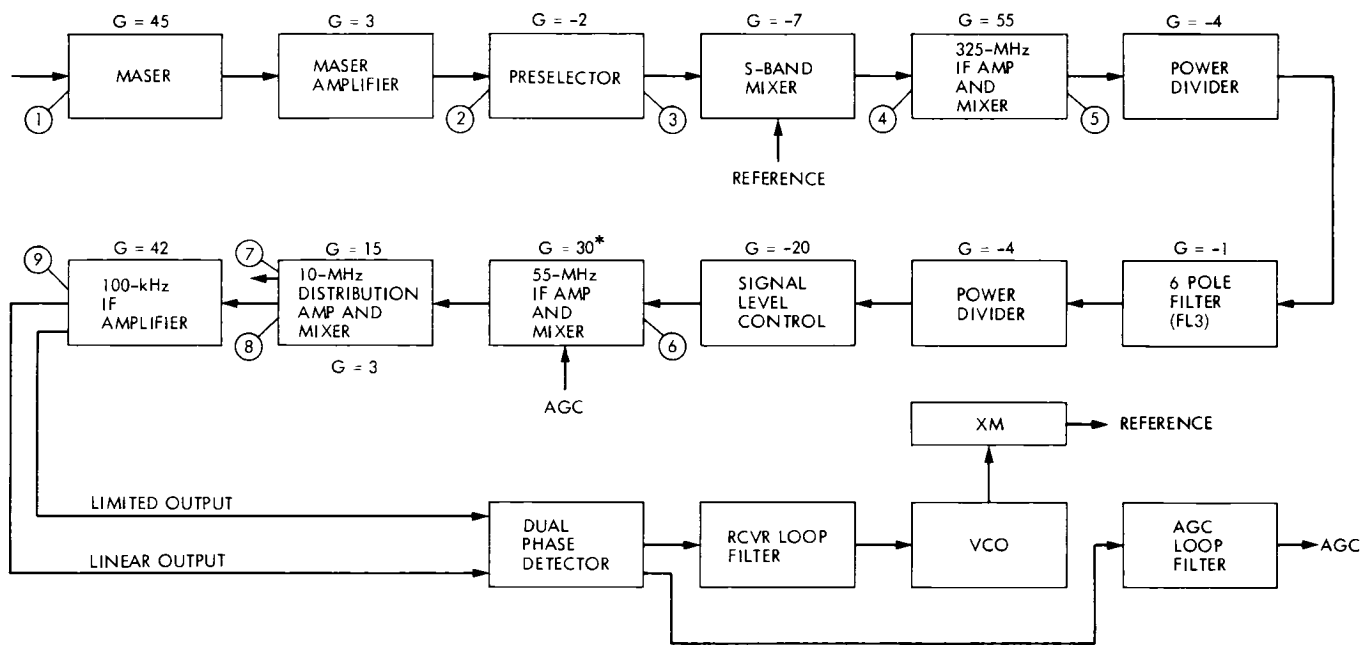 G = 45
MASER
①
G = 3
MASER
AMPLIFIER
G = -2
PRESELECTOR
②
③
G = -7
S-BAND
MIXER
REFERENCE
G = 55
325-MHz
IF AMP
AND
MIXER
④
⑤
G = -4
POWER
DIVIDER
G = 42
100-kHz
IF
AMPLIFIER
⑨
G = 15
10-MHz
DISTRIBUTION
AMP AND
MIXER
G = 3
⑦
⑧
G = 30*
55-MHz
IF AMP
AND
MIXER
⑥
AGC
G = -20
SIGNAL
LEVEL
CONTROL
G = -4
POWER
DIVIDER
G = -1
6 POLE
FILTER
(FL3)
XM
REFERENCE
LIMITED OUTPUT
LINEAR OUTPUT
DUAL
PHASE
DETECTOR
RCVR LOOP
FILTER
VCO
AGC
LOOP
FILTER
AGC